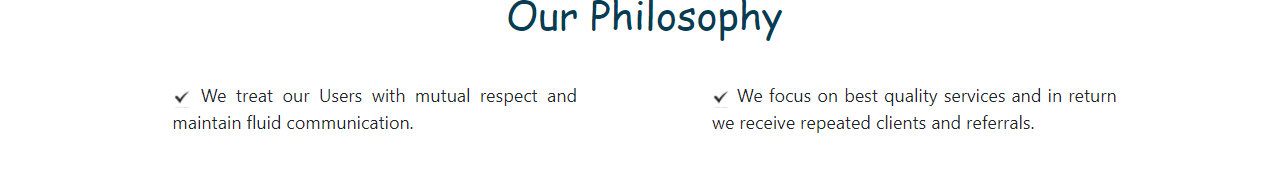 Our Philosophy
✓ We treat our Users with mutual respect and
maintain fluid communication.
✓ We focus on best quality services and in return
we receive repeated clients and referrals.